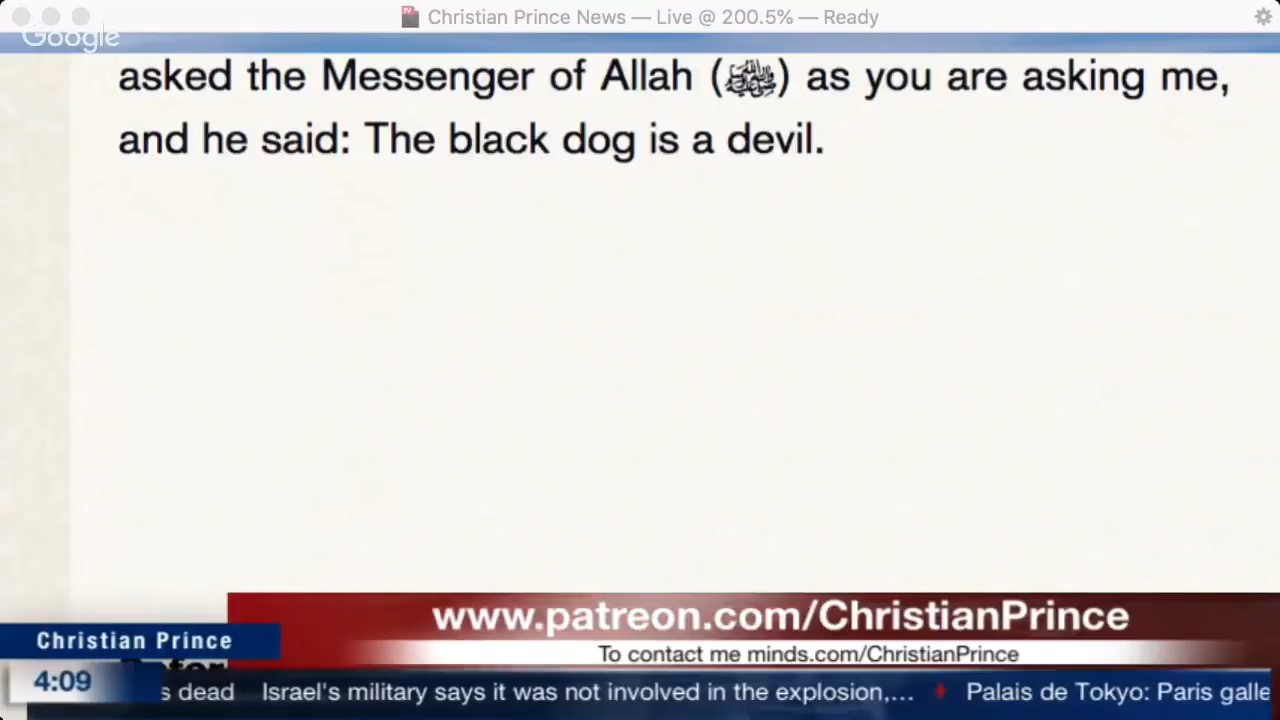 Christian Prince News — Live @ 200.5% — Ready
Google
asked the Messenger of Allah (ﷺ) as you are asking me,
and he said: The black dog is a devil.
www.patreon.com/ChristianPrince
Christian Prince
To contact me minds.com/ChristianPrince
4:09
s dead Israel's military says it was not involved in the explosion,... Palais de Tokyo: Paris galle